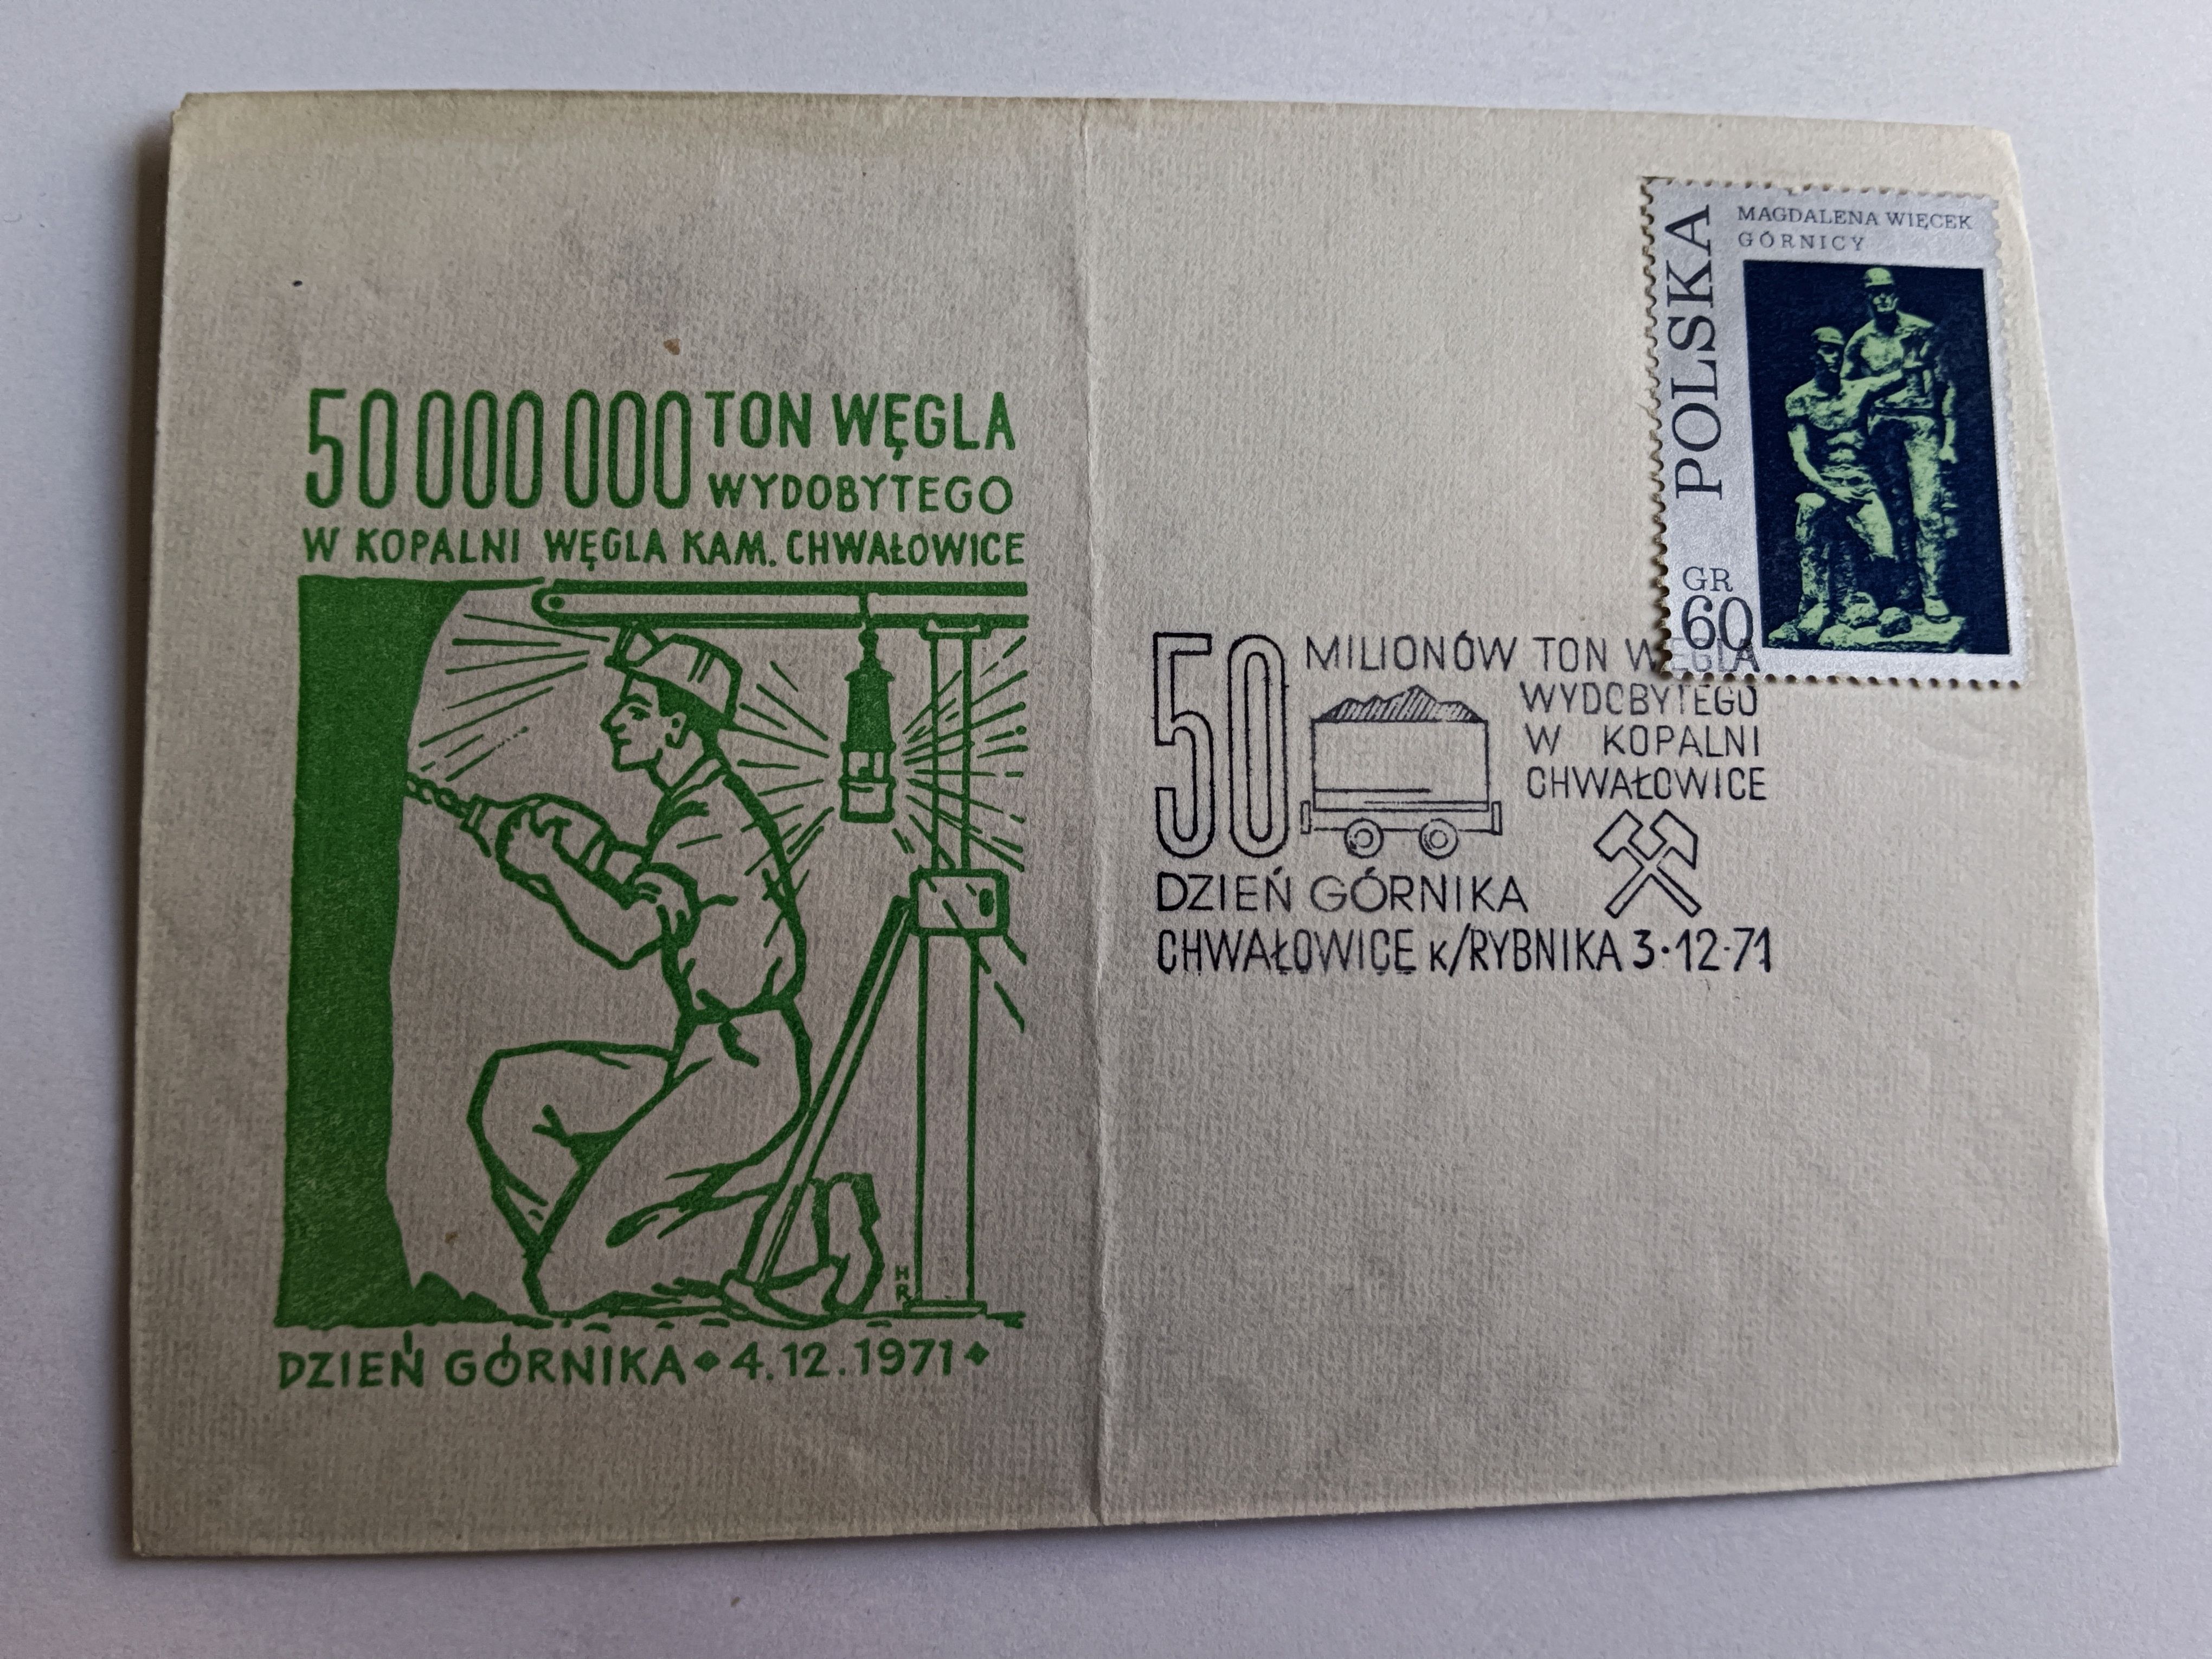 50 000 000 TON WĘGLA
WYDOBYTEGO
W KOPALNI WĘGLA KAM. CHWAŁOWICE
HR
DZIEŃ GÓRNIKA • 4.12.1971 •
MAGDALENA WIĘCEK
GÓRNICY
POLSKA
GR
60
50 MILIONÓW TON WĘGLA
WYDOBYTEGO
W KOPALNI
CHWAŁOWICE
DZIEŃ GÓRNIKA
CHWAŁOWICE K/RYBNIKA 3·12·71